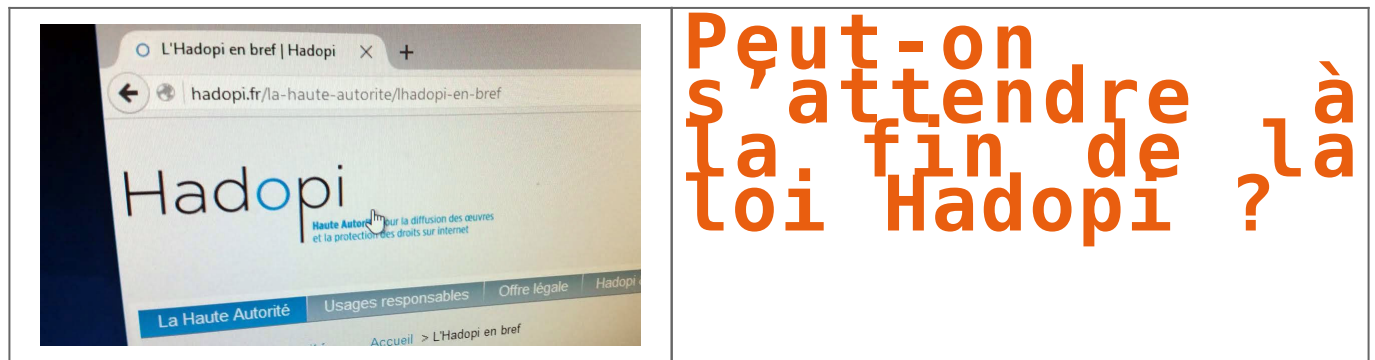 L'Hadopi en bref | Hadopi
hadopi.fr/la-haute-autorite/lhadopi-en-bref
Hadopi
pour la diffusion des œuvres
et la protection des droits sur internet
La Haute Autorité Usages responsables Offre légale Hadopi
Accueil > L'Hadopi en bref
Peut-on
s’attendre à
la fin de la
loi Hadopi ?